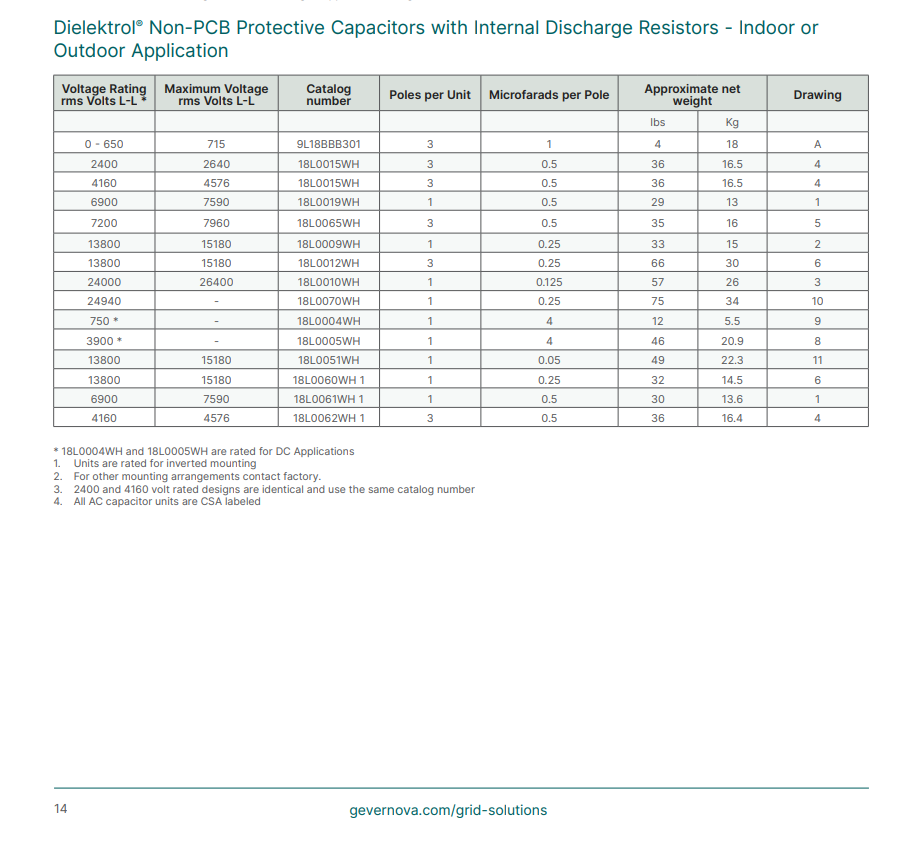 Dielektrol® Non-PCB Protective Capacitors with Internal Discharge Resistors - Indoor or
Outdoor Application
Voltage Rating rms Volts L-L * Maximum Voltage rms Volts L-L Catalog number Poles per Unit Microfarads per Pole Approximate net weight Drawing
lbs Kg
0 - 650 715 9L18BBB301 3 1 4 18 A
2400 2640 18L0015WH 3 0.5 36 16.5 4
4160 4576 18L0015WH 3 0.5 36 16.5 4
6900 7590 18L0019WH 1 0.5 29 13 1
7200 7960 18L0065WH 3 0.5 35 16 5
13800 15180 18L0009WH 1 0.25 33 15 2
13800 15180 18L0012WH 3 0.25 66 30 6
24000 26400 18L0010WH 1 0.125 57 26 3
24940 - 18L0070WH 1 0.25 75 34 10
750 * - 18L0004WH 1 4 12 5.5 9
3900 * - 18L0005WH 1 4 46 20.9 8
13800 15180 18L0051WH 1 0.05 49 22.3 11
13800 15180 18L0060WH 1 1 0.25 32 14.5 6
6900 7590 18L0061WH 1 1 0.5 30 13.6 1
4160 4576 18L0062WH 1 3 0.5 36 16.4 4
* 18L0004WH and 18L0005WH are rated for DC Applications
1. Units are rated for inverted mounting
2. For other mounting arrangements contact factory.
3. 2400 and 4160 volt rated designs are identical and use the same catalog number
4. All AC capacitor units are CSA labeled
14
gevernova.com/grid-solutions